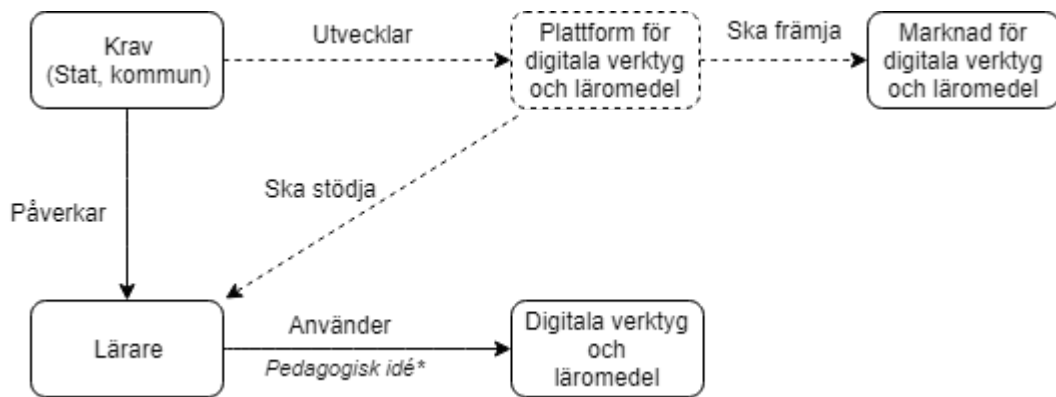 Krav
(Stat, kommun)
Utvecklar
Plattform för
digitala verktyg
och läromedel
Ska främja
Marknad för
digitala verktyg
och läromedel
Ska stödja
Påverkar
Lärare
Använder
Pedagogisk idé*
Digitala verktyg
och
läromedel